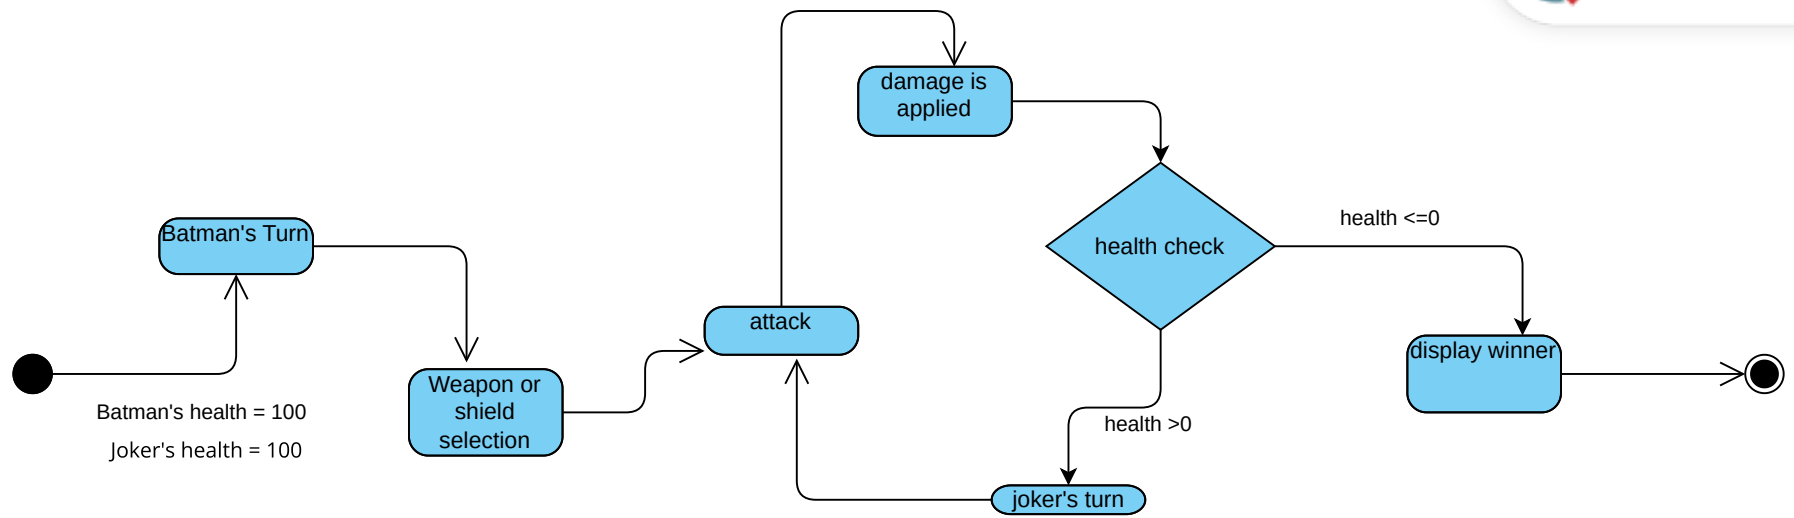 damage is
applied
Batman's Turn
health check
health <=0
attack
display winner
Weapon or
shield
selection
Batman's health = 100
Joker's health = 100
health >0
joker's turn